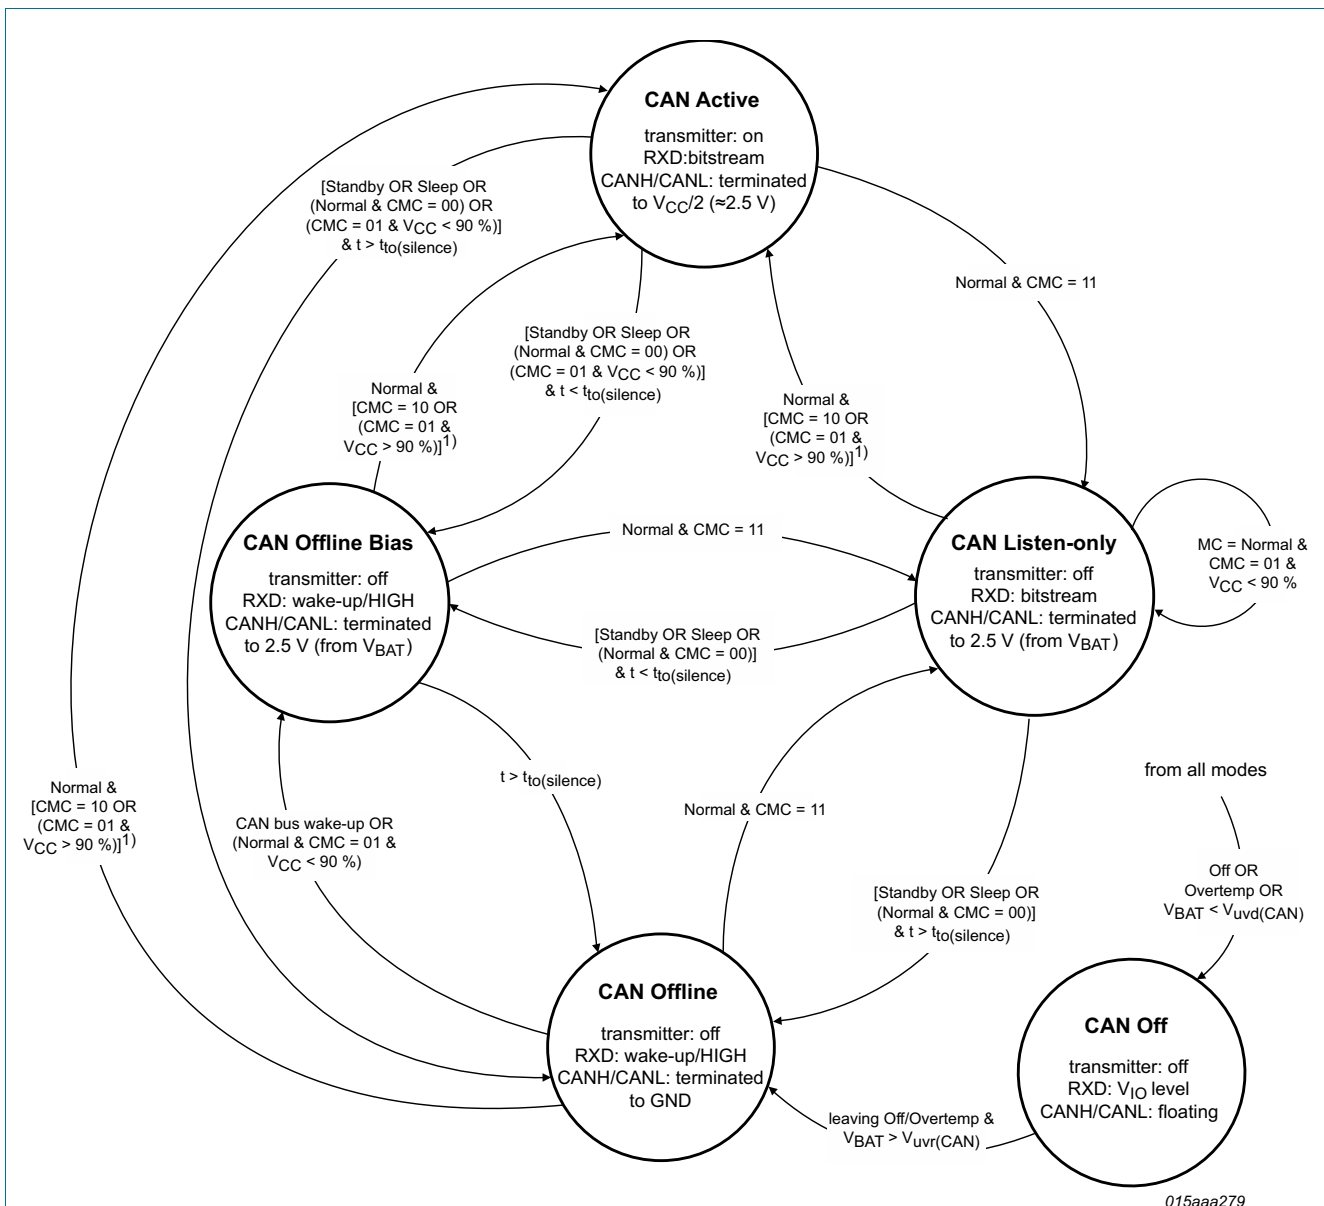 CAN Active
transmitter: on
RXD:bitstream
CANH/CANL: terminated
to VCC/2 (≈2.5 V)
[Standby OR Sleep OR
(Normal & CMC = 00) OR
(CMC = 01 & VCC < 90 %)]
& t > tto(silence)
Normal & CMC = 11
[Standby OR Sleep OR
(Normal & CMC = 00) OR
(CMC = 01 & VCC < 90 %)]
& t < tto(silence)
Normal &
[CMC = 10 OR
(CMC = 01 &
VCC > 90 %)]1)
Normal &
[CMC = 10 OR
(CMC = 01 &
VCC > 90 %)]1)
CAN Offline Bias
transmitter: off
RXD: wake-up/HIGH
CANH/CANL: terminated
to 2.5 V (from VBAT)
Normal & CMC = 11
CAN Listen-only
transmitter: off
RXD: bitstream
CANH/CANL: terminated
to 2.5 V (from VBAT)
MC = Normal &
CMC = 01 &
VCC < 90 %
[Standby OR Sleep OR
(Normal & CMC = 00)]
& t < tto(silence)
Normal &
[CMC = 10 OR
(CMC = 01 &
VCC > 90 %)]1)
CAN bus wake-up OR
(Normal & CMC = 01 &
VCC < 90 %)
t > tto(silence)
Normal & CMC = 11
from all modes
Off OR
Overtemp OR
VBAT < Vuvd(CAN)
[Standby OR Sleep OR
(Normal & CMC = 00)]
& t > tto(silence)
CAN Offline
transmitter: off
RXD: wake-up/HIGH
CANH/CANL: terminated
to GND
CAN Off
transmitter: off
RXD: VIO level
CANH/CANL: floating
leaving Off/Overtemp &
VBAT > Vuvr(CAN)
015aaa279